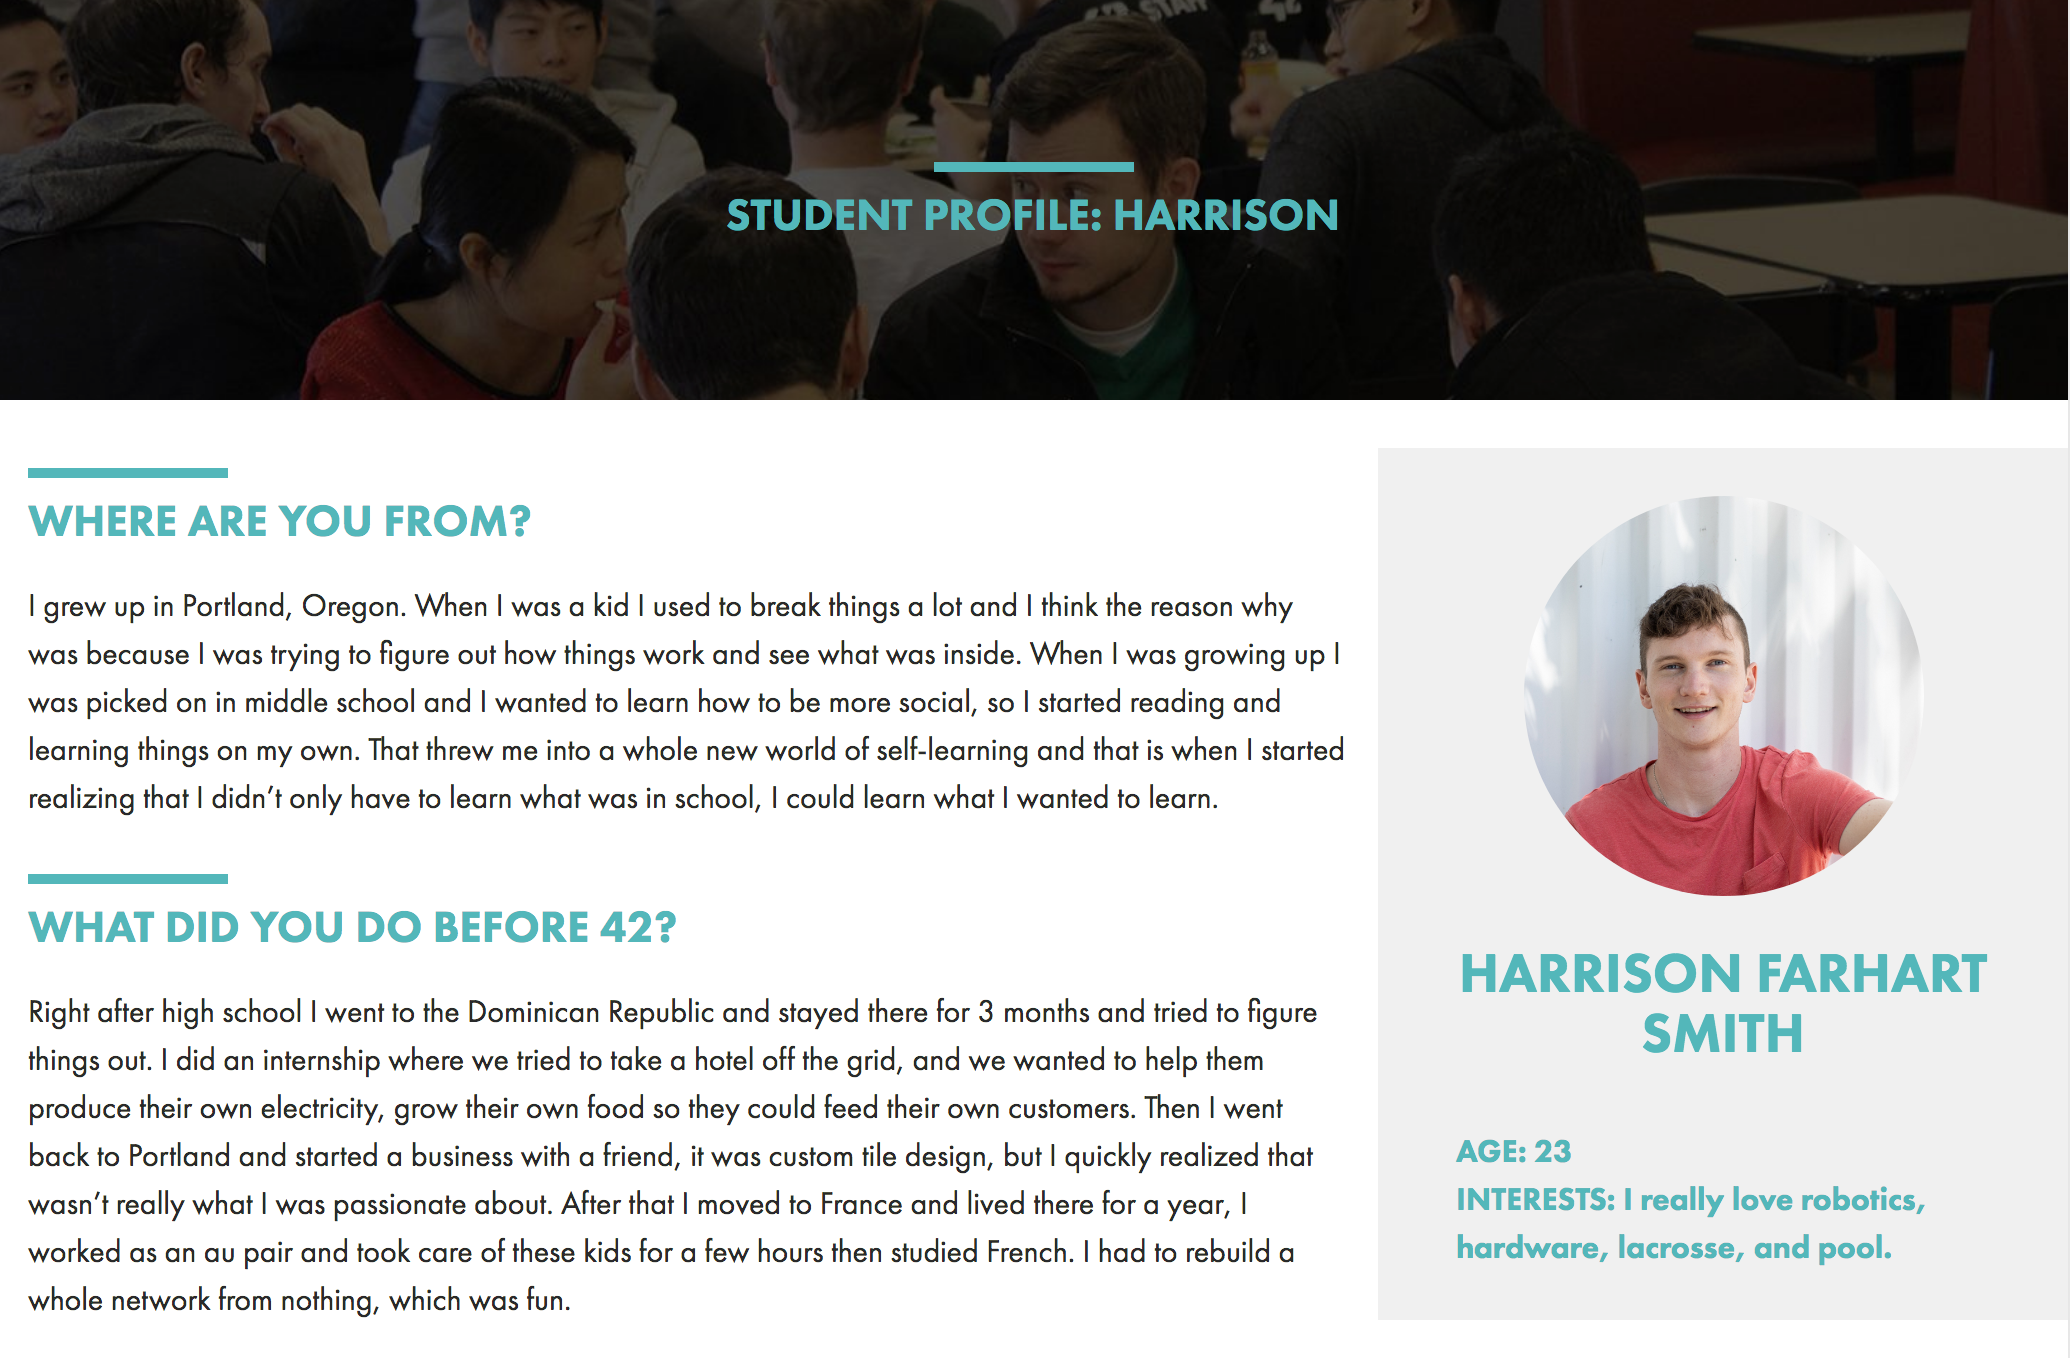 42 STAFF
42
STUDENT PROFILE: HARRISON
WHERE ARE YOU FROM?
I grew up in Portland, Oregon. When I was a kid I used to break things a lot and I think the reason why
was because I was trying to figure out how things work and see what was inside. When I was growing up I
was picked on in middle school and I wanted to learn how to be more social, so I started reading and
learning things on my own. That threw me into a whole new world of self-learning and that is when I started
realizing that I didn’t only have to learn what was in school, I could learn what I wanted to learn.
WHAT DID YOU DO BEFORE 42?
Right after high school I went to the Dominican Republic and stayed there for 3 months and tried to figure
things out. I did an internship where we tried to take a hotel off the grid, and we wanted to help them
produce their own electricity, grow their own food so they could feed their own customers. Then I went
back to Portland and started a business with a friend, it was custom tile design, but I quickly realized that
wasn’t really what I was passionate about. After that I moved to France and lived there for a year, I
worked as an au pair and took care of these kids for a few hours then studied French. I had to rebuild a
whole network from nothing, which was fun.
HARRISON FARHART
SMITH
AGE: 23
INTERESTS: I really love robotics,
hardware, lacrosse, and pool.